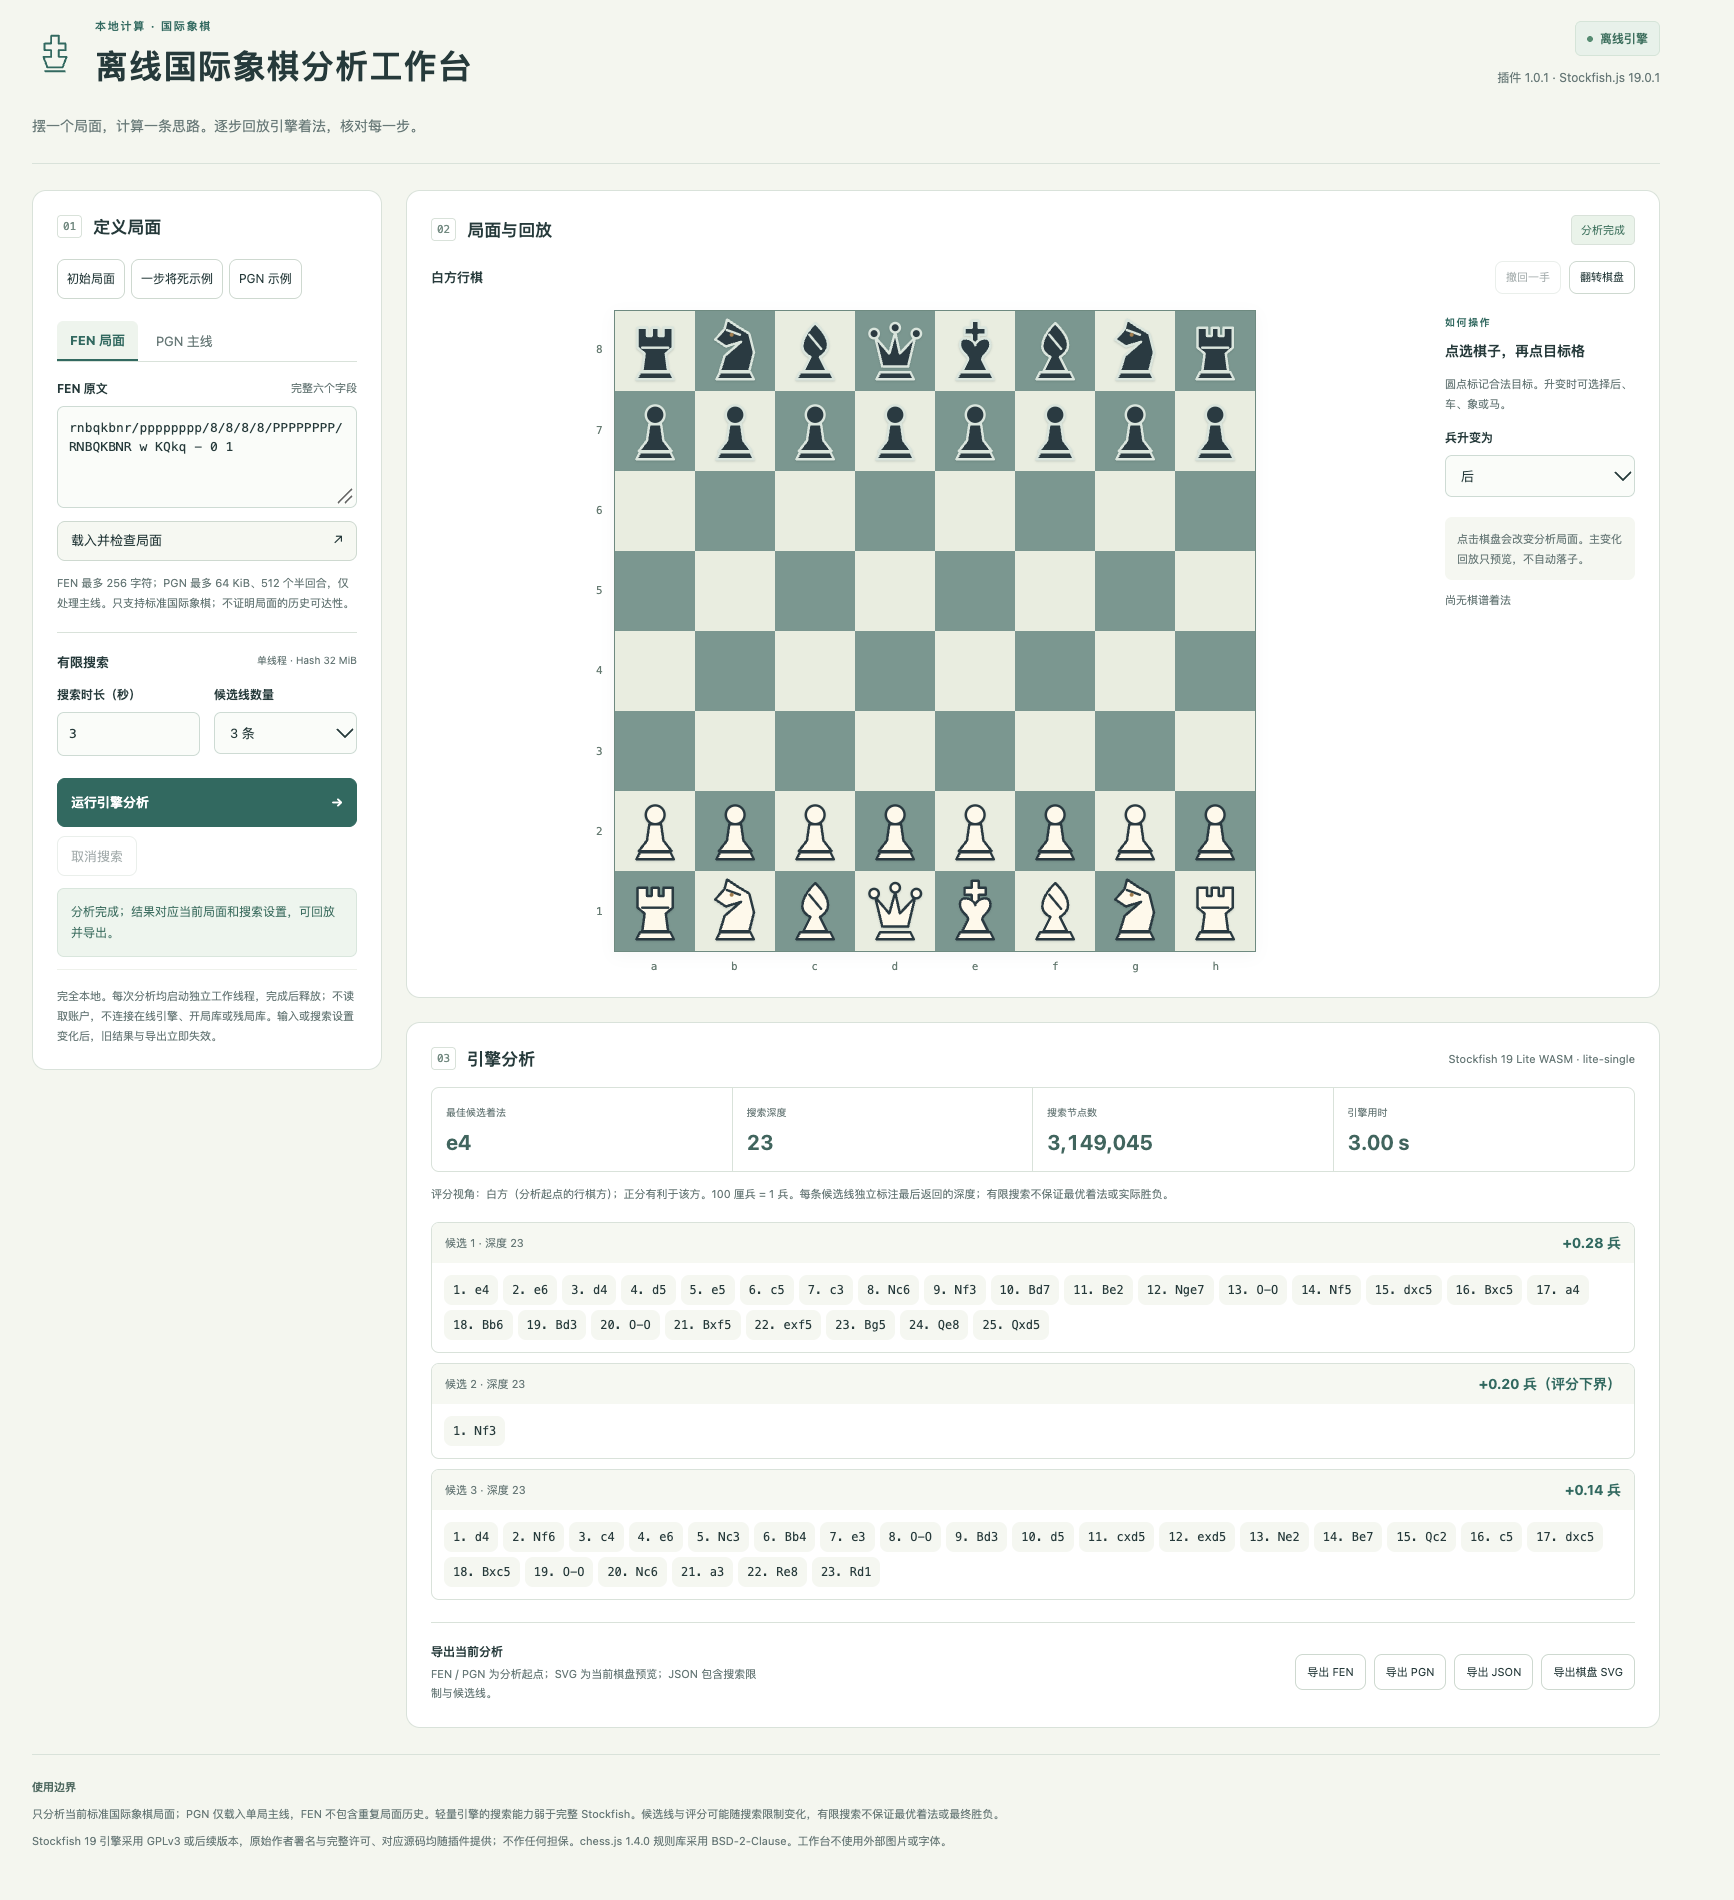 本地计算 · 国际象棋
离线国际象棋分析工作台
离线引擎
插件 1.0.1 · Stockfish.js 19.0.1
摆一个局面，计算一条思路。逐步回放引擎着法，核对每一步。
01 定义局面
初始局面 一步将死示例 PGN 示例
FEN 局面 PGN 主线
FEN 原文 完整六个字段
rnbqkbnr/pppppppp/8/8/8/8/PPPPPPPP/
RNBQKBNR w KQkq - 0 1
载入并检查局面 ↗
FEN 最多 256 字符；PGN 最多 64 KiB、512 个半回合，仅
处理主线。只支持标准国际象棋；不证明局面的历史可达性。
有限搜索 单线程 · Hash 32 MiB
搜索时长（秒） 候选线数量
3 3 条
运行引擎分析 →
取消搜索
分析完成；结果对应当前局面和搜索设置，可回放
并导出。
完全本地。每次分析均启动独立工作线程，完成后释放；不读
取账户，不连接在线引擎、开局库或残局库。输入或搜索设置
变化后，旧结果与导出立即失效。
02 局面与回放
分析完成
白方行棋
撤回一手 翻转棋盘
8
7
6
5
4
3
2
1
a b c d e f g h
如何操作
点选棋子，再点目标格
圆点标记合法目标。升变时可选择后、
车、象或马。
兵升变为
后
点击棋盘会改变分析局面。主变化
回放只预览，不自动落子。
尚无棋谱着法
03 引擎分析
Stockfish 19 Lite WASM · lite-single
最佳候选着法 搜索深度 搜索节点数 引擎用时
e4 23 3,149,045 3.00 s
评分视角：白方（分析起点的行棋方）；正分有利于该方。100 厘兵 = 1 兵。每条候选线独立标注最后返回的深度；有限搜索不保证最优着法或实际胜负。
候选 1 · 深度 23 +0.28 兵
1. e4 2. e6 3. d4 4. d5 5. e5 6. c5 7. c3 8. Nc6 9. Nf3 10. Bd7 11. Be2 12. Nge7 13. O-O 14. Nf5 15. dxc5 16. Bxc5 17. a4
18. Bb6 19. Bd3 20. O-O 21. Bxf5 22. exf5 23. Bg5 24. Qe8 25. Qxd5
候选 2 · 深度 23 +0.20 兵（评分下界）
1. Nf3
候选 3 · 深度 23 +0.14 兵
1. d4 2. Nf6 3. c4 4. e6 5. Nc3 6. Bb4 7. e3 8. O-O 9. Bd3 10. d5 11. cxd5 12. exd5 13. Ne2 14. Be7 15. Qc2 16. c5 17. dxc5
18. Bxc5 19. O-O 20. Nc6 21. a3 22. Re8 23. Rd1
导出当前分析
FEN / PGN 为分析起点；SVG 为当前棋盘预览；JSON 包含搜索限
制与候选线。
导出 FEN 导出 PGN 导出 JSON 导出棋盘 SVG
使用边界
只分析当前标准国际象棋局面；PGN 仅载入单局主线，FEN 不包含重复局面历史。轻量引擎的搜索能力弱于完整 Stockfish。候选线与评分可能随搜索限制变化，有限搜索不保证最优着法或最终胜负。
Stockfish 19 引擎采用 GPLv3 或后续版本，原始作者署名与完整许可、对应源码均随插件提供；不作任何担保。chess.js 1.4.0 规则库采用 BSD-2-Clause。工作台不使用外部图片或字体。